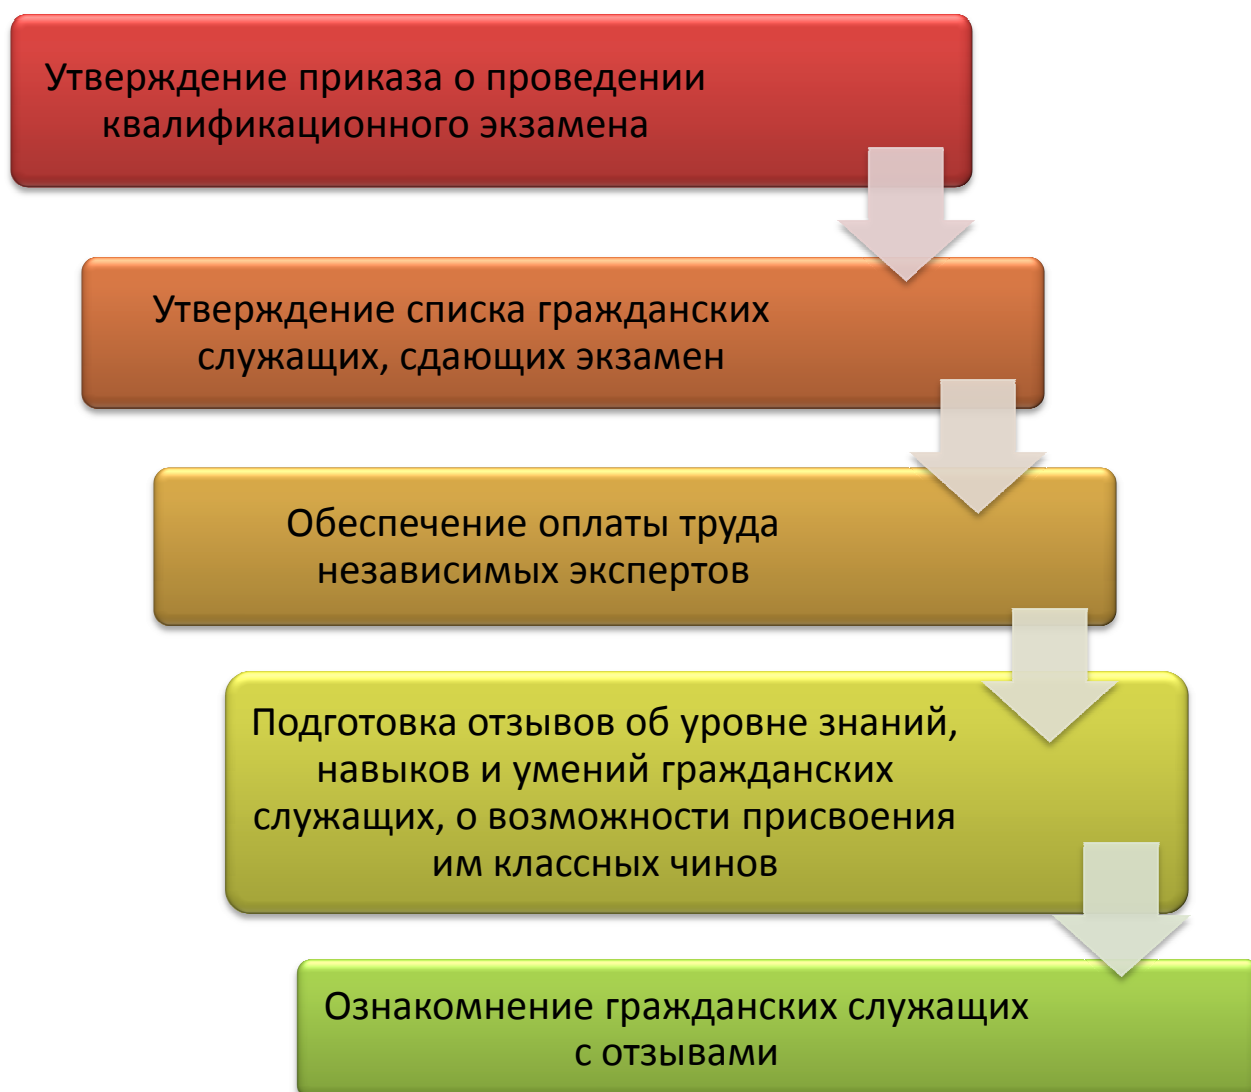 Утверждение приказа о проведении
квалификационного экзамена
Утверждение списка гражданских
служащих, сдающих экзамен
Обеспечение оплаты труда
независимых экспертов
Подготовка отзывов об уровне знаний,
навыков и умений гражданских
служащих, о возможности присвоения
им классных чинов
Ознакомнение гражданских служащих
с отзывами